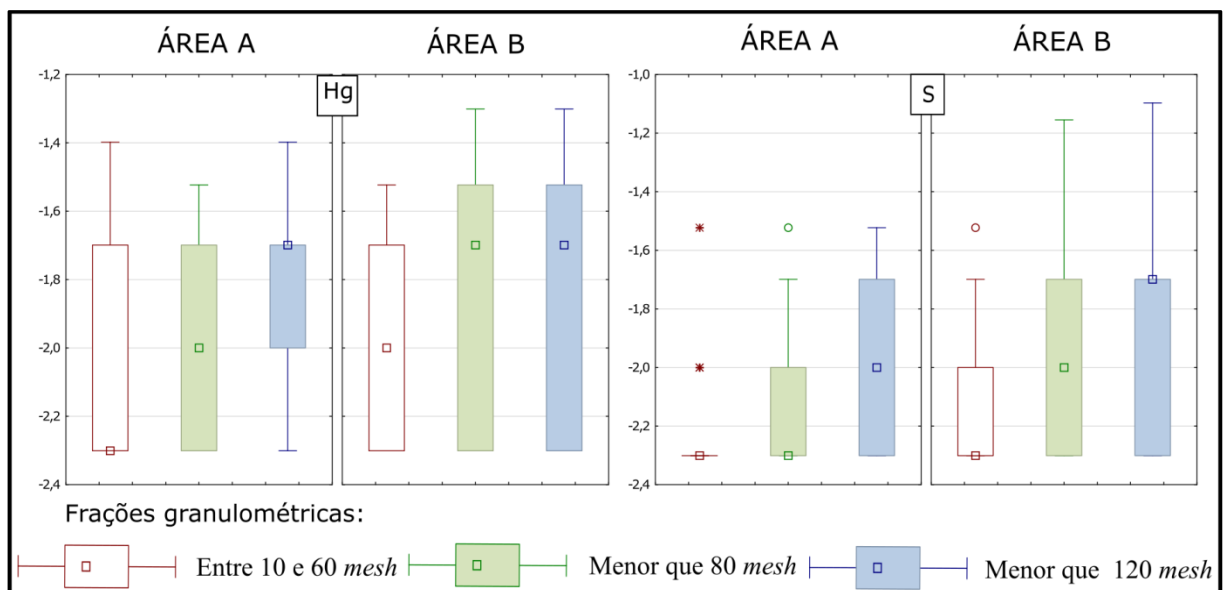 ÁREA A
ÁREA B
ÁREA A
ÁREA B
Hg
S
-1,2
-1,4
-1,6
-1,8
-2,0
-2,2
-2,4
-1,0
-1,2
-1,4
-1,6
-1,8
-2,0
-2,2
-2,4
Frações granulométricas:
Entre 10 e 60 mesh
Menor que 80 mesh
Menor que 120 mesh